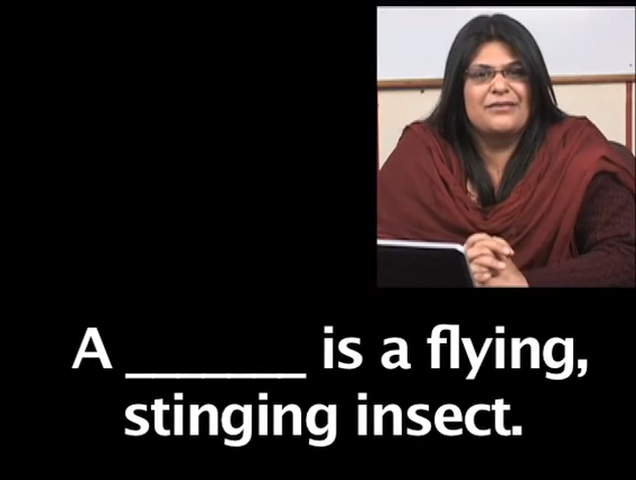 A _______ is a flying,
stinging insect.